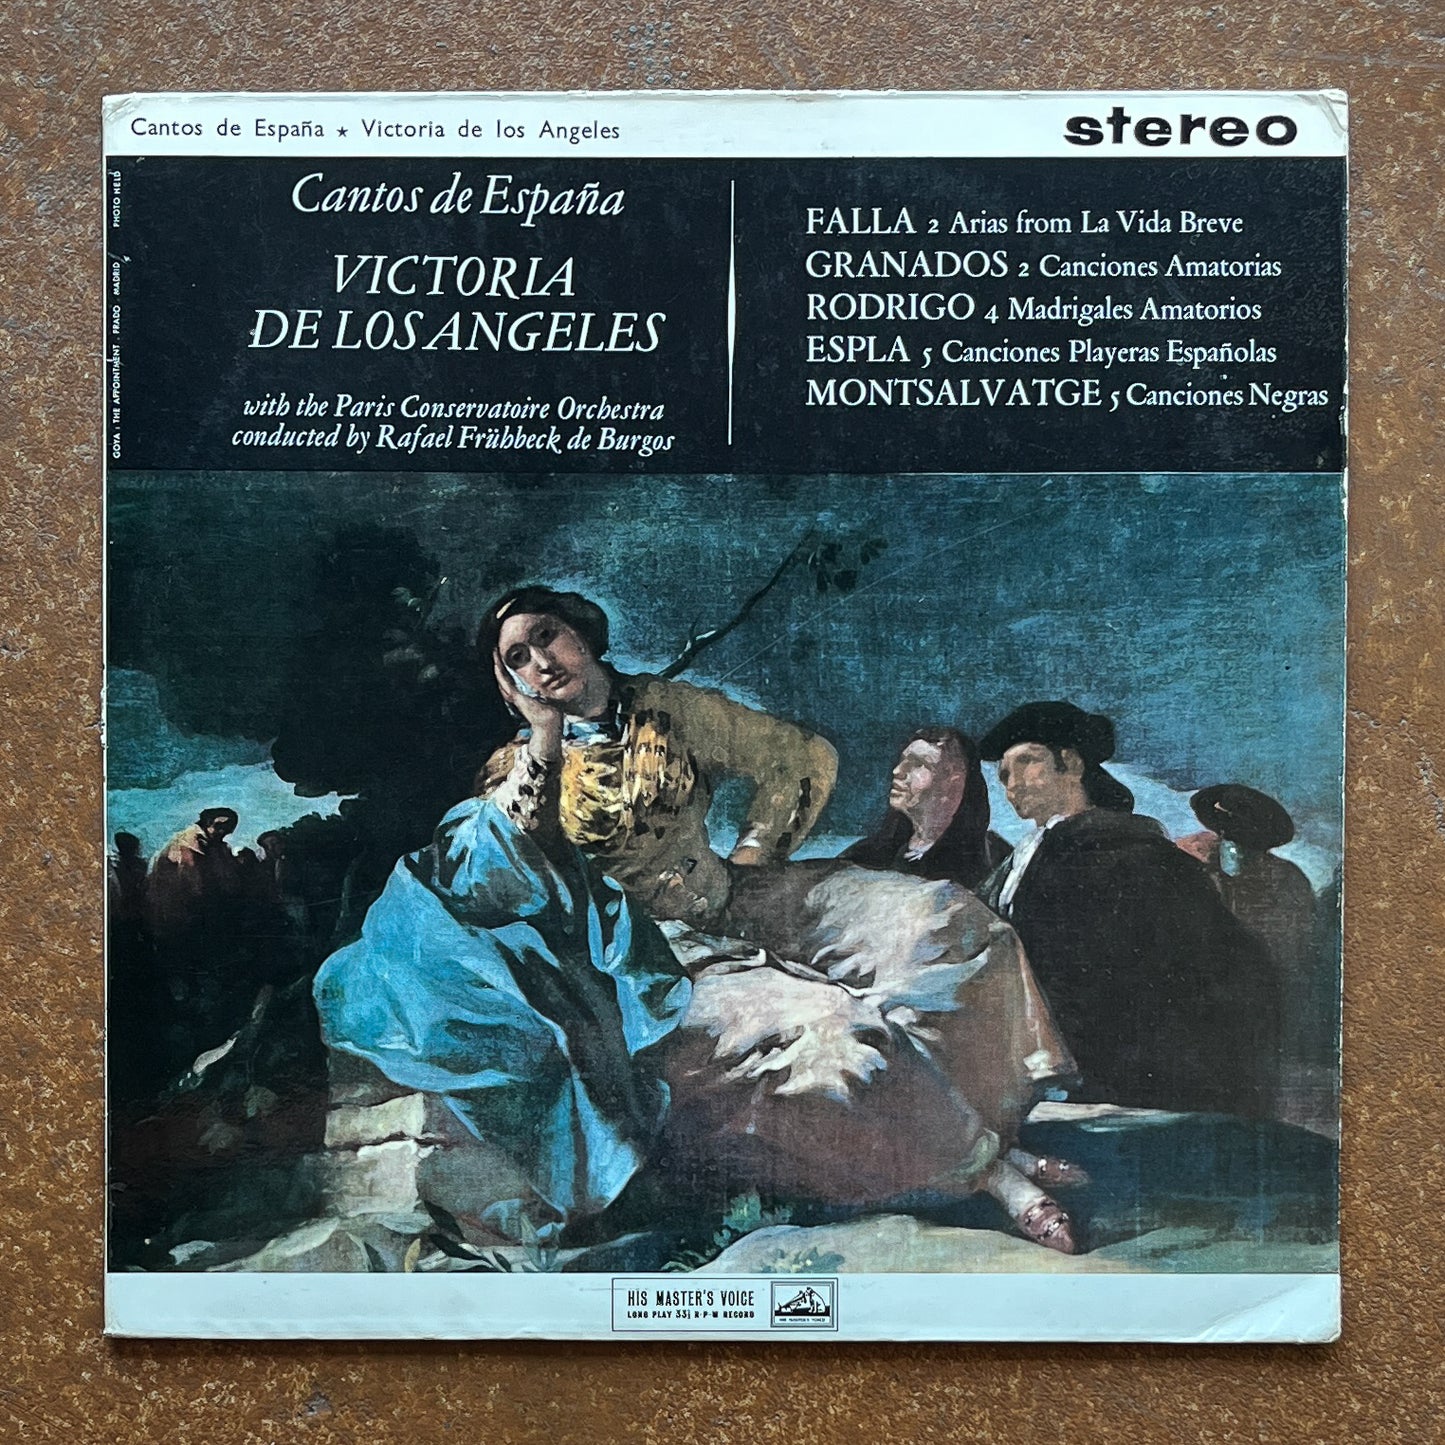 Cantos de España ★ Victoria de los Angeles
stereo
GOYA : THE APPOINTMENT . PRADO . MADRID / PHOTO HELD
Cantos de España
VICTORIA
DE LOS ANGELES
with the Paris Conservatoire Orchestra
conducted by Rafael Frühbeck de Burgos
FALLA 2 Arias from La Vida Breve
GRANADOS 2 Canciones Amatorias
RODRIGO 4 Madrigales Amatorios
ESPLA 5 Canciones Playeras Españolas
MONTSALVATGE 5 Canciones Negras
HIS MASTER'S VOICE
LONG PLAY 33⅓ R·P·M RECORD
HIS MASTER'S VOICE